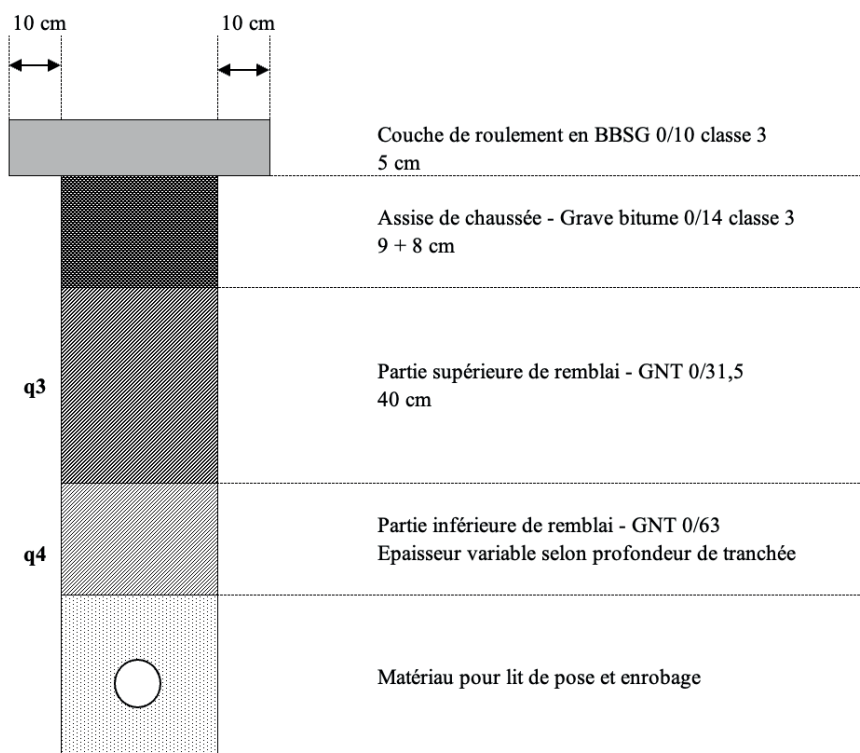 10 cm
10 cm
Couche de roulement en BBSG 0/10 classe 3
5 cm
Assise de chaussée - Grave bitume 0/14 classe 3
9 + 8 cm
q3
Partie supérieure de remblai - GNT 0/31,5
40 cm
q4
Partie inférieure de remblai - GNT 0/63
Epaisseur variable selon profondeur de tranchée
Matériau pour lit de pose et enrobage